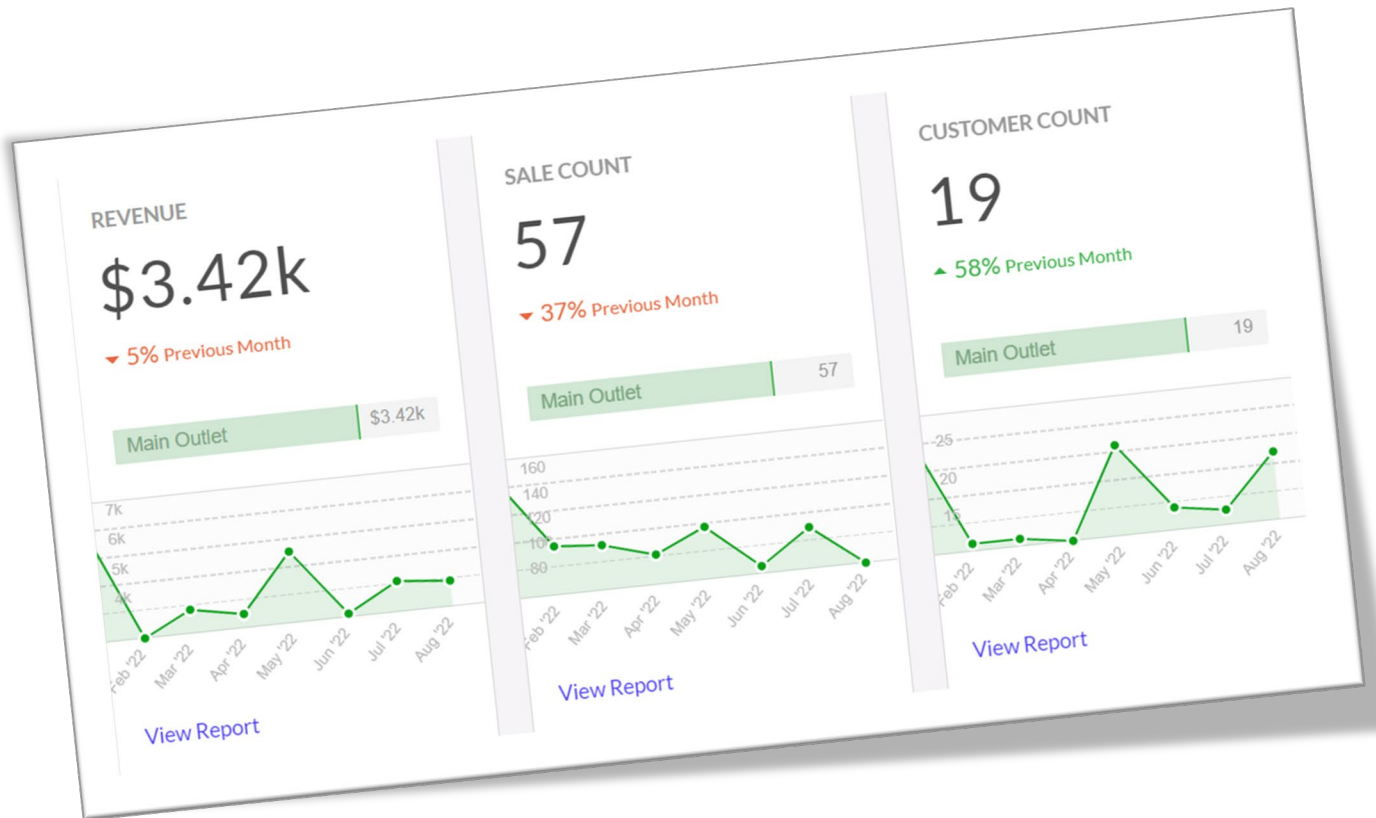 REVENUE
$3.42k
5% Previous Month
Main Outlet $3.42k
7k
6k
5k
4k
Feb '22 Mar '22 Apr '22 May '22 Jun '22 Jul '22 Aug '22
View Report
SALE COUNT
57
37% Previous Month
Main Outlet 57
160
140
120
100
80
Feb '22 Mar '22 Apr '22 May '22 Jun '22 Jul '22 Aug '22
View Report
CUSTOMER COUNT
19
58% Previous Month
Main Outlet 19
25
20
15
Feb '22 Mar '22 Apr '22 May '22 Jun '22 Jul '22 Aug '22
View Report